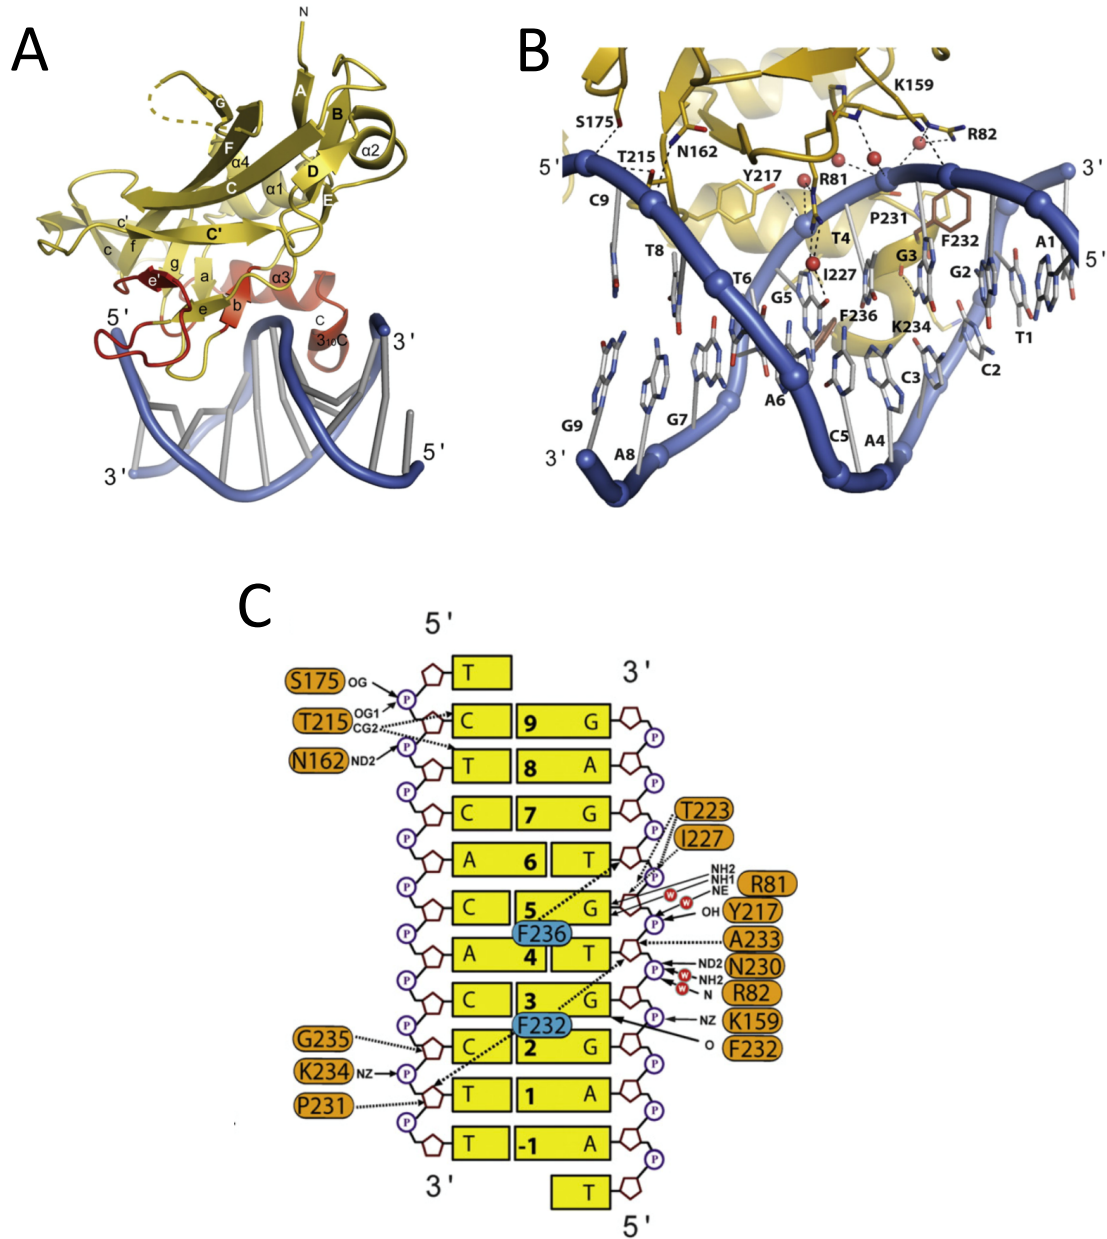 A
N
G
A
B
F
α4
α2
D
C
α1
E
c'
C'
f
c
g
a
α3
e'
b
e
C
3₁₀C
5'
3'
3'
5'
B
K159
S175
R82
5'
T215
N162
3'
Y217
R81
C9
P231
T4
F232
A1
T8
G3
5'
T6
I227
G2
G5
F236
K234
T1
C2
A6
C3
G7
G9
C5
A4
A8
3'
C
5'
3'
T
S175 OG
P
T215 OG1
CG2
C 9 G
P
N162 ND2
P
T 8 A
P
P
C 7 G
T223
P
P
I227
A 6 T
P
P
NH2
NH1 R81
W
NE
W
C 5 G
OH Y217
P
P
F236
A233
A 4 T
ND2 N230
P
P
W
NH2
R82
W
N
C 3 G
NZ K159
P
P
F232
G235
O F232
C 2 G
K234 NZ
P
P
T 1 A
P231
P
P
T -1 A
P
3'
T
5'